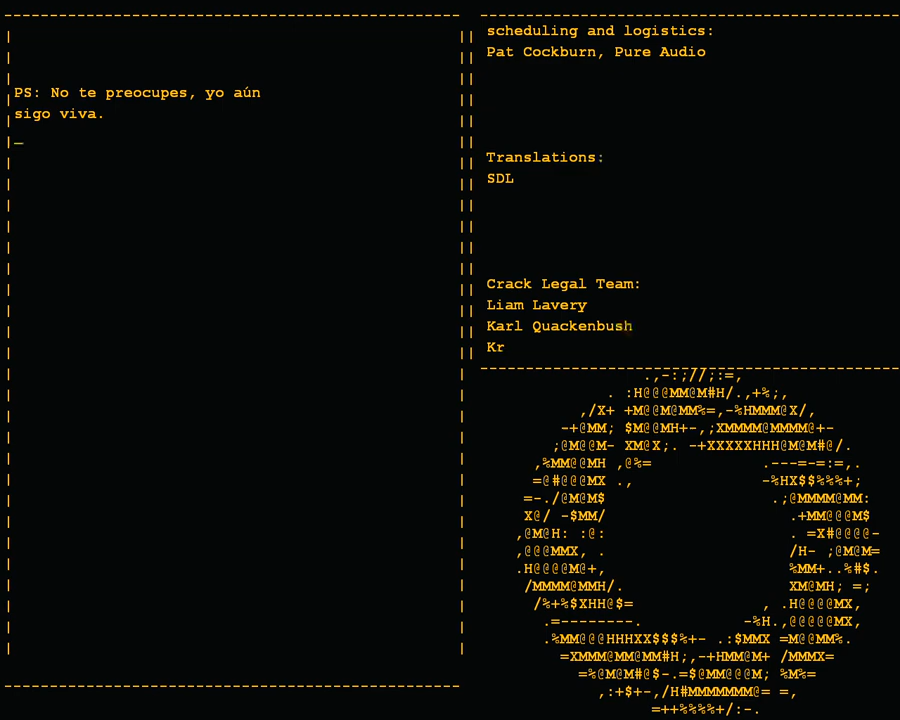 PS: No te preocupes, yo aún
sigo viva.
_
scheduling and logistics:
Pat Cockburn, Pure Audio
Translations:
SDL
Crack Legal Team:
Liam Lavery
Karl Quackenbush
Kr